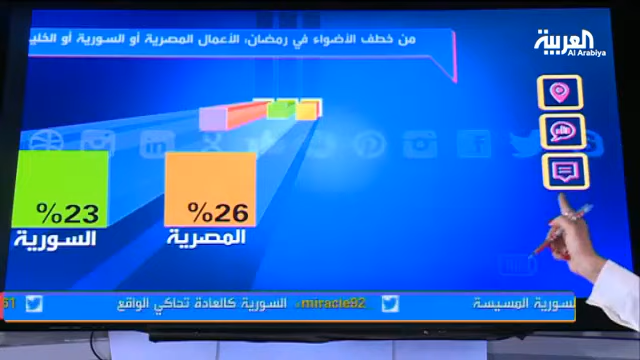 العربية
Al Arabiya
من خطف الأضواء في رمضان، الأعمال المصرية أو السورية أو
%23
%26
السورية
المصرية
السورية كالعادة تحاكي الواقع
miracle92
سورية المسيسة